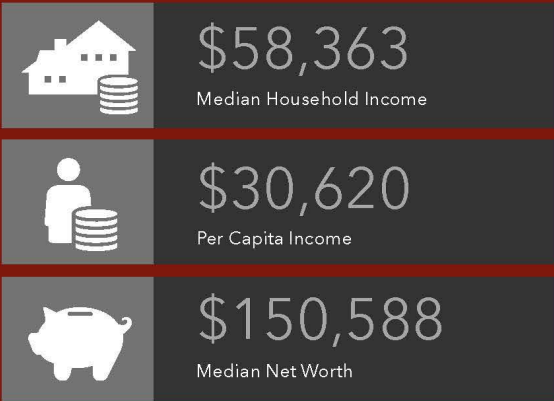 $58,363
Median Household Income
$30,620
Per Capita Income
$150,588
Median Net Worth